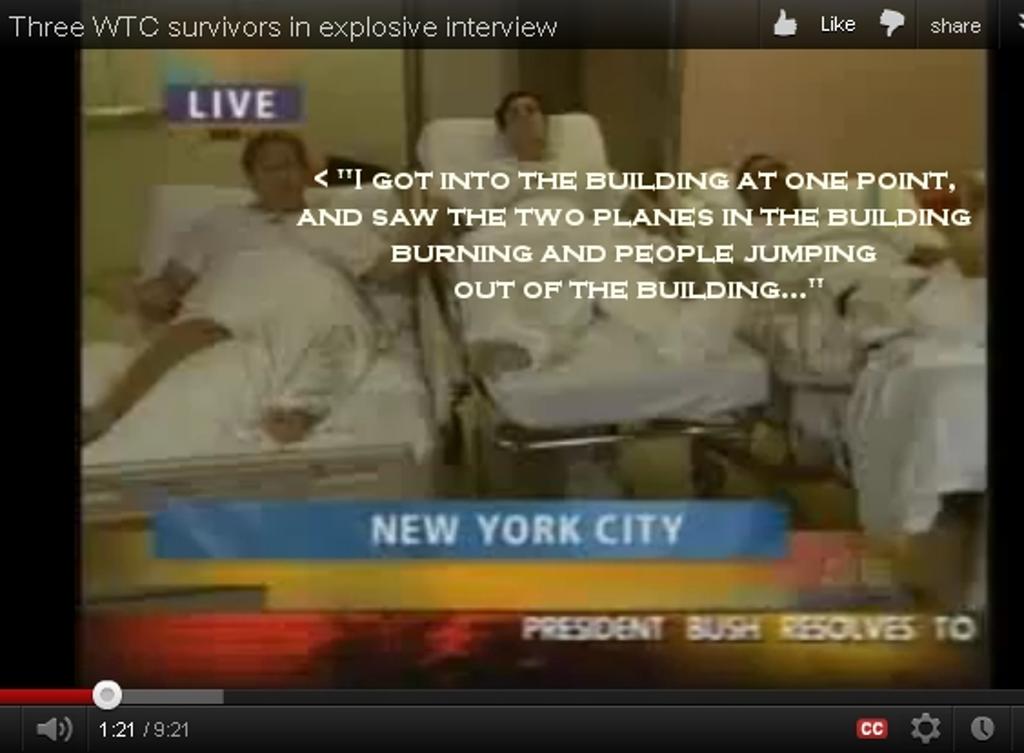 Three WTC survivors in explosive interview
Like
share
LIVE
< "I GOT INTO THE BUILDING AT ONE POINT,
AND SAW THE TWO PLANES IN THE BUILDING
BURNING AND PEOPLE JUMPING
OUT OF THE BUILDING..."
NEW YORK CITY
PRESIDENT BUSH RESOLVES TO
1:21 / 9:21
CC